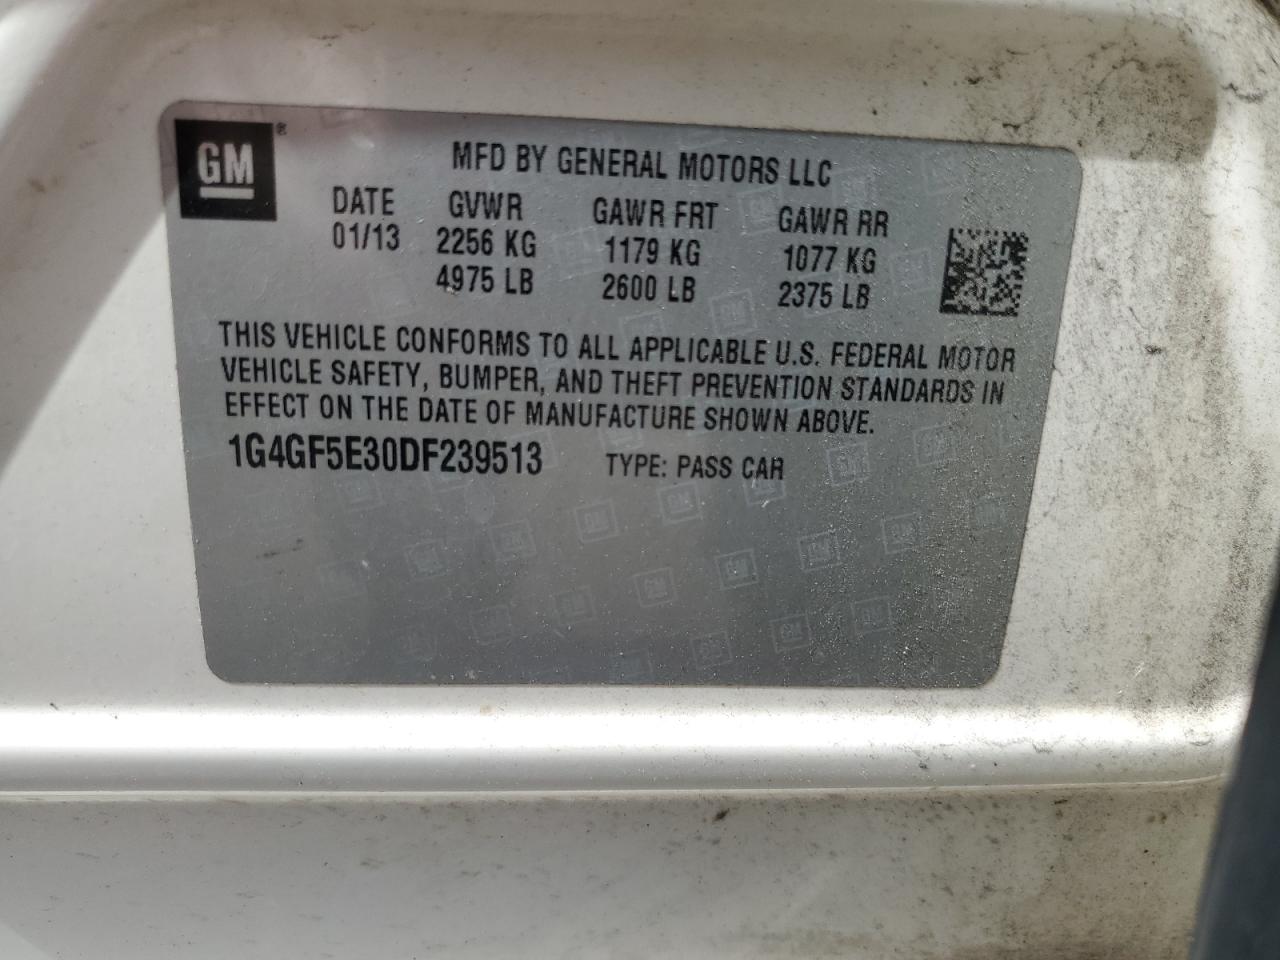 GM ®
MFD BY GENERAL MOTORS LLC
DATE GVWR GAWR FRT GAWR RR
01/13 2256 KG 1179 KG 1077 KG
4975 LB 2600 LB 2375 LB
THIS VEHICLE CONFORMS TO ALL APPLICABLE U.S. FEDERAL MOTOR
VEHICLE SAFETY, BUMPER, AND THEFT PREVENTION STANDARDS IN
EFFECT ON THE DATE OF MANUFACTURE SHOWN ABOVE.
1G4GF5E30DF239513 TYPE: PASS CAR